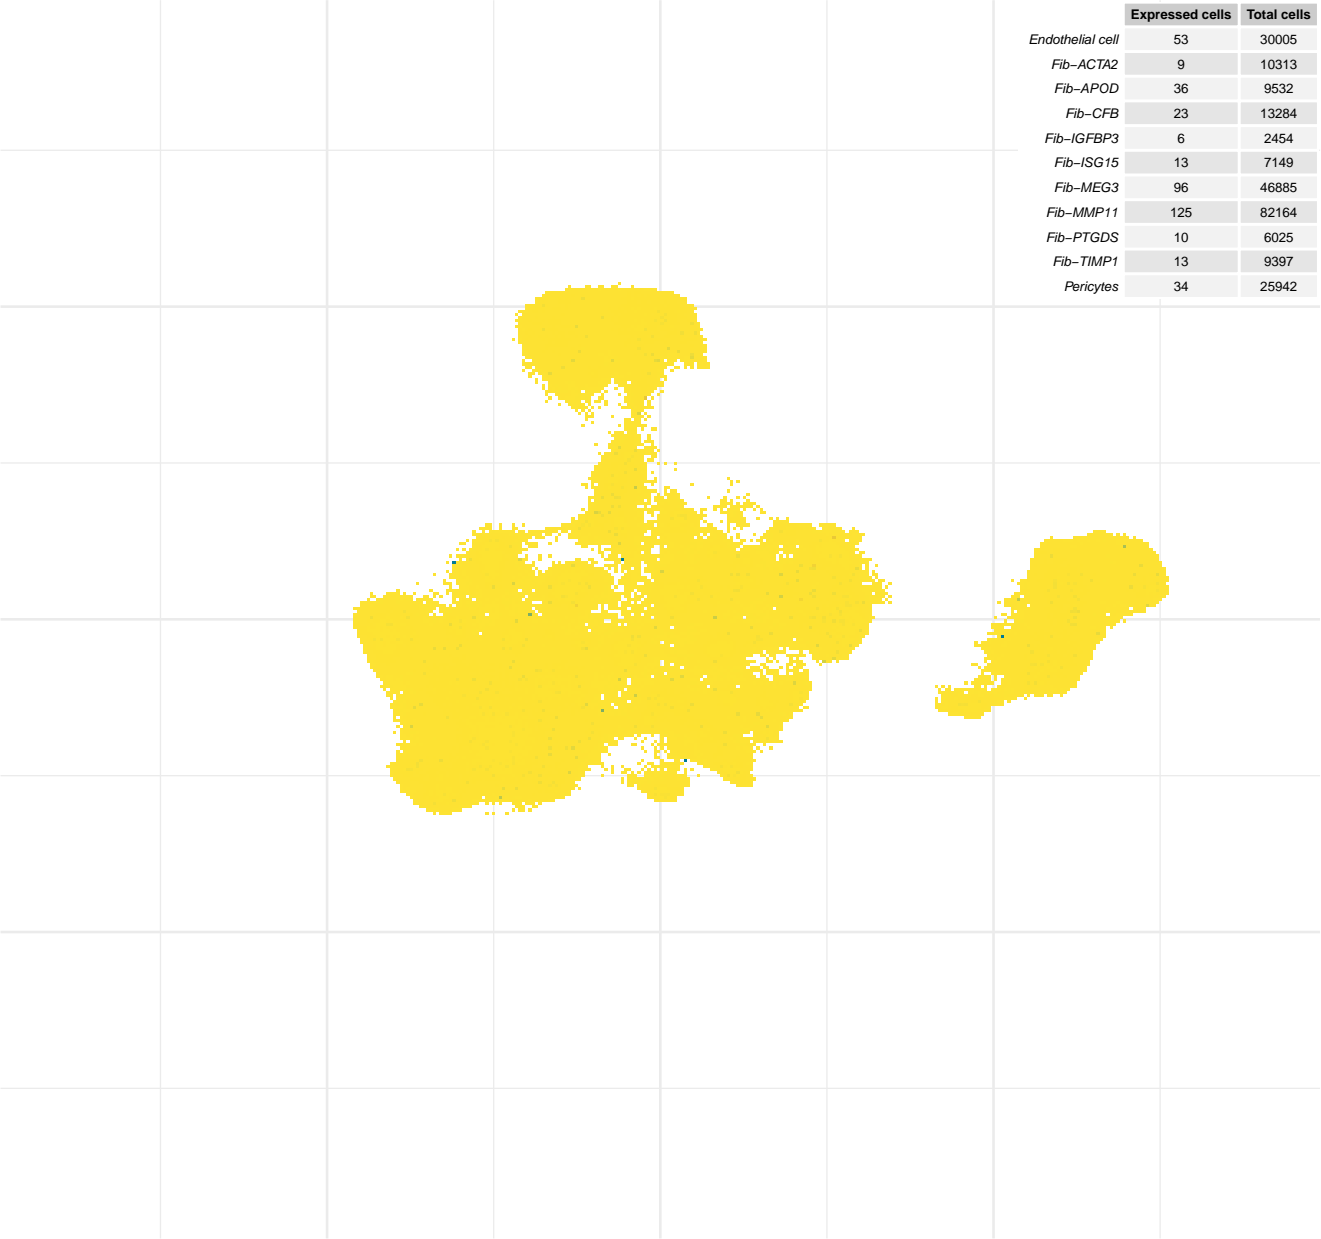 Expressed cells Total cells
Endothelial cell 53 30005
Fib−ACTA2 9 10313
Fib−APOD 36 9532
Fib−CFB 23 13284
Fib−IGFBP3 6 2454
Fib−ISG15 13 7149
Fib−MEG3 96 46885
Fib−MMP11 125 82164
Fib−PTGDS 10 6025
Fib−TIMP1 13 9397
Pericytes 34 25942